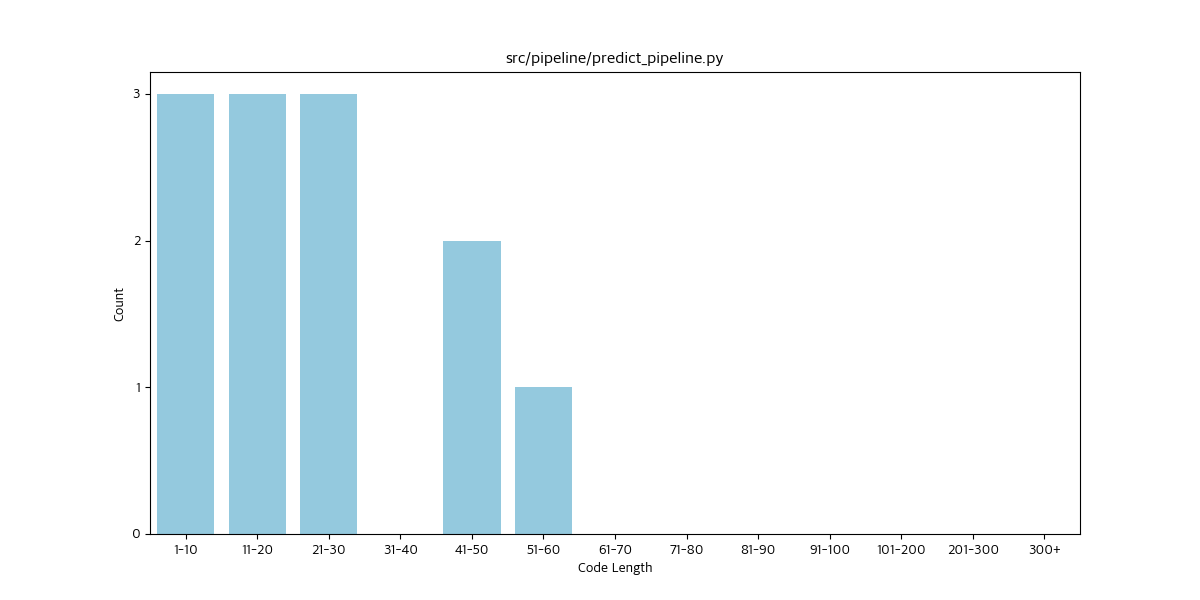 src/pipeline/predict_pipeline.py
3
2
1
0
Count
1-10 11-20 21-30 31-40 41-50 51-60 61-70 71-80 81-90 91-100 101-200 201-300 300+
Code Length